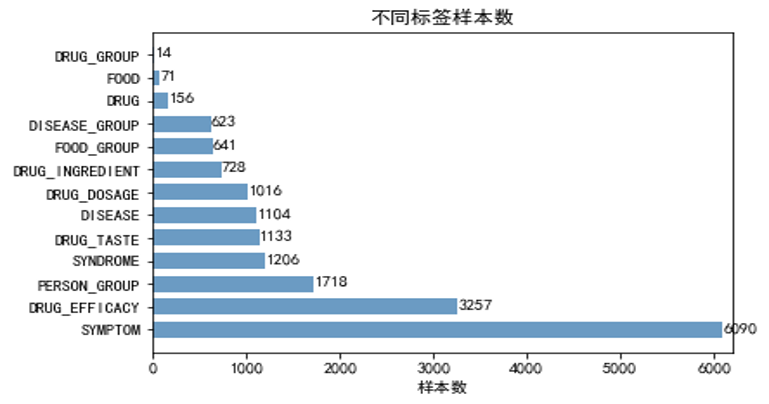 不同标签样本数
DRUG_GROUP 14
FOOD 71
DRUG 156
DISEASE_GROUP 623
FOOD_GROUP 641
DRUG_INGREDIENT 728
DRUG_DOSAGE 1016
DISEASE 1104
DRUG_TASTE 1133
SYNDROME 1206
PERSON_GROUP 1718
DRUG_EFFICACY 3257
SYMPTOM 6090
0 1000 2000 3000 4000 5000 6000
样本数